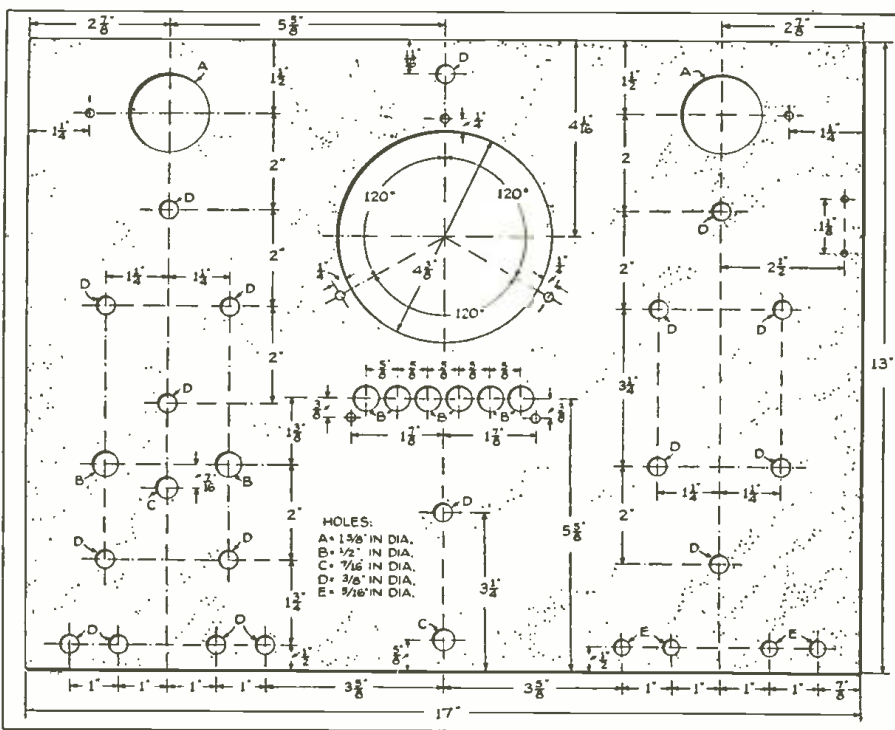 2 7/8" 5 5/8" 2 7/8"
A 1 1/2" 11/16" D 4 1/16" 1 1/2" A
1 1/4" 1/4" 1 1/4"
2" 120° 120° 2
D D 1 1/8"
1 1/4" 1 1/4" 2" 1/4" 4 3/8" 1/4" 2" 2 1/2"
D D 120° D D 13"
2" 5/8" 5/8" 5/8" 5/8" 5/8" 3 1/4"
D 3/8" B B B 3/8"
1 3/8" 1 7/8" 1 7/8"
B 7/16" B D D
C 1 1/4" 1 1/4"
2" D 5 5/8" 2"
HOLES:
A = 1 5/8" IN DIA.
B = 1/2" IN DIA.
C = 7/16" IN DIA.
D = 3/8" IN DIA.
E = 5/16" IN DIA.
D D 3 1/4" D
1 3/4"
D D 1/2" 5/8" C 1/2" E E
1" 1" 1" 1" 3 5/8" 3 5/8" 1" 1" 1" 1" 7/8"
17"